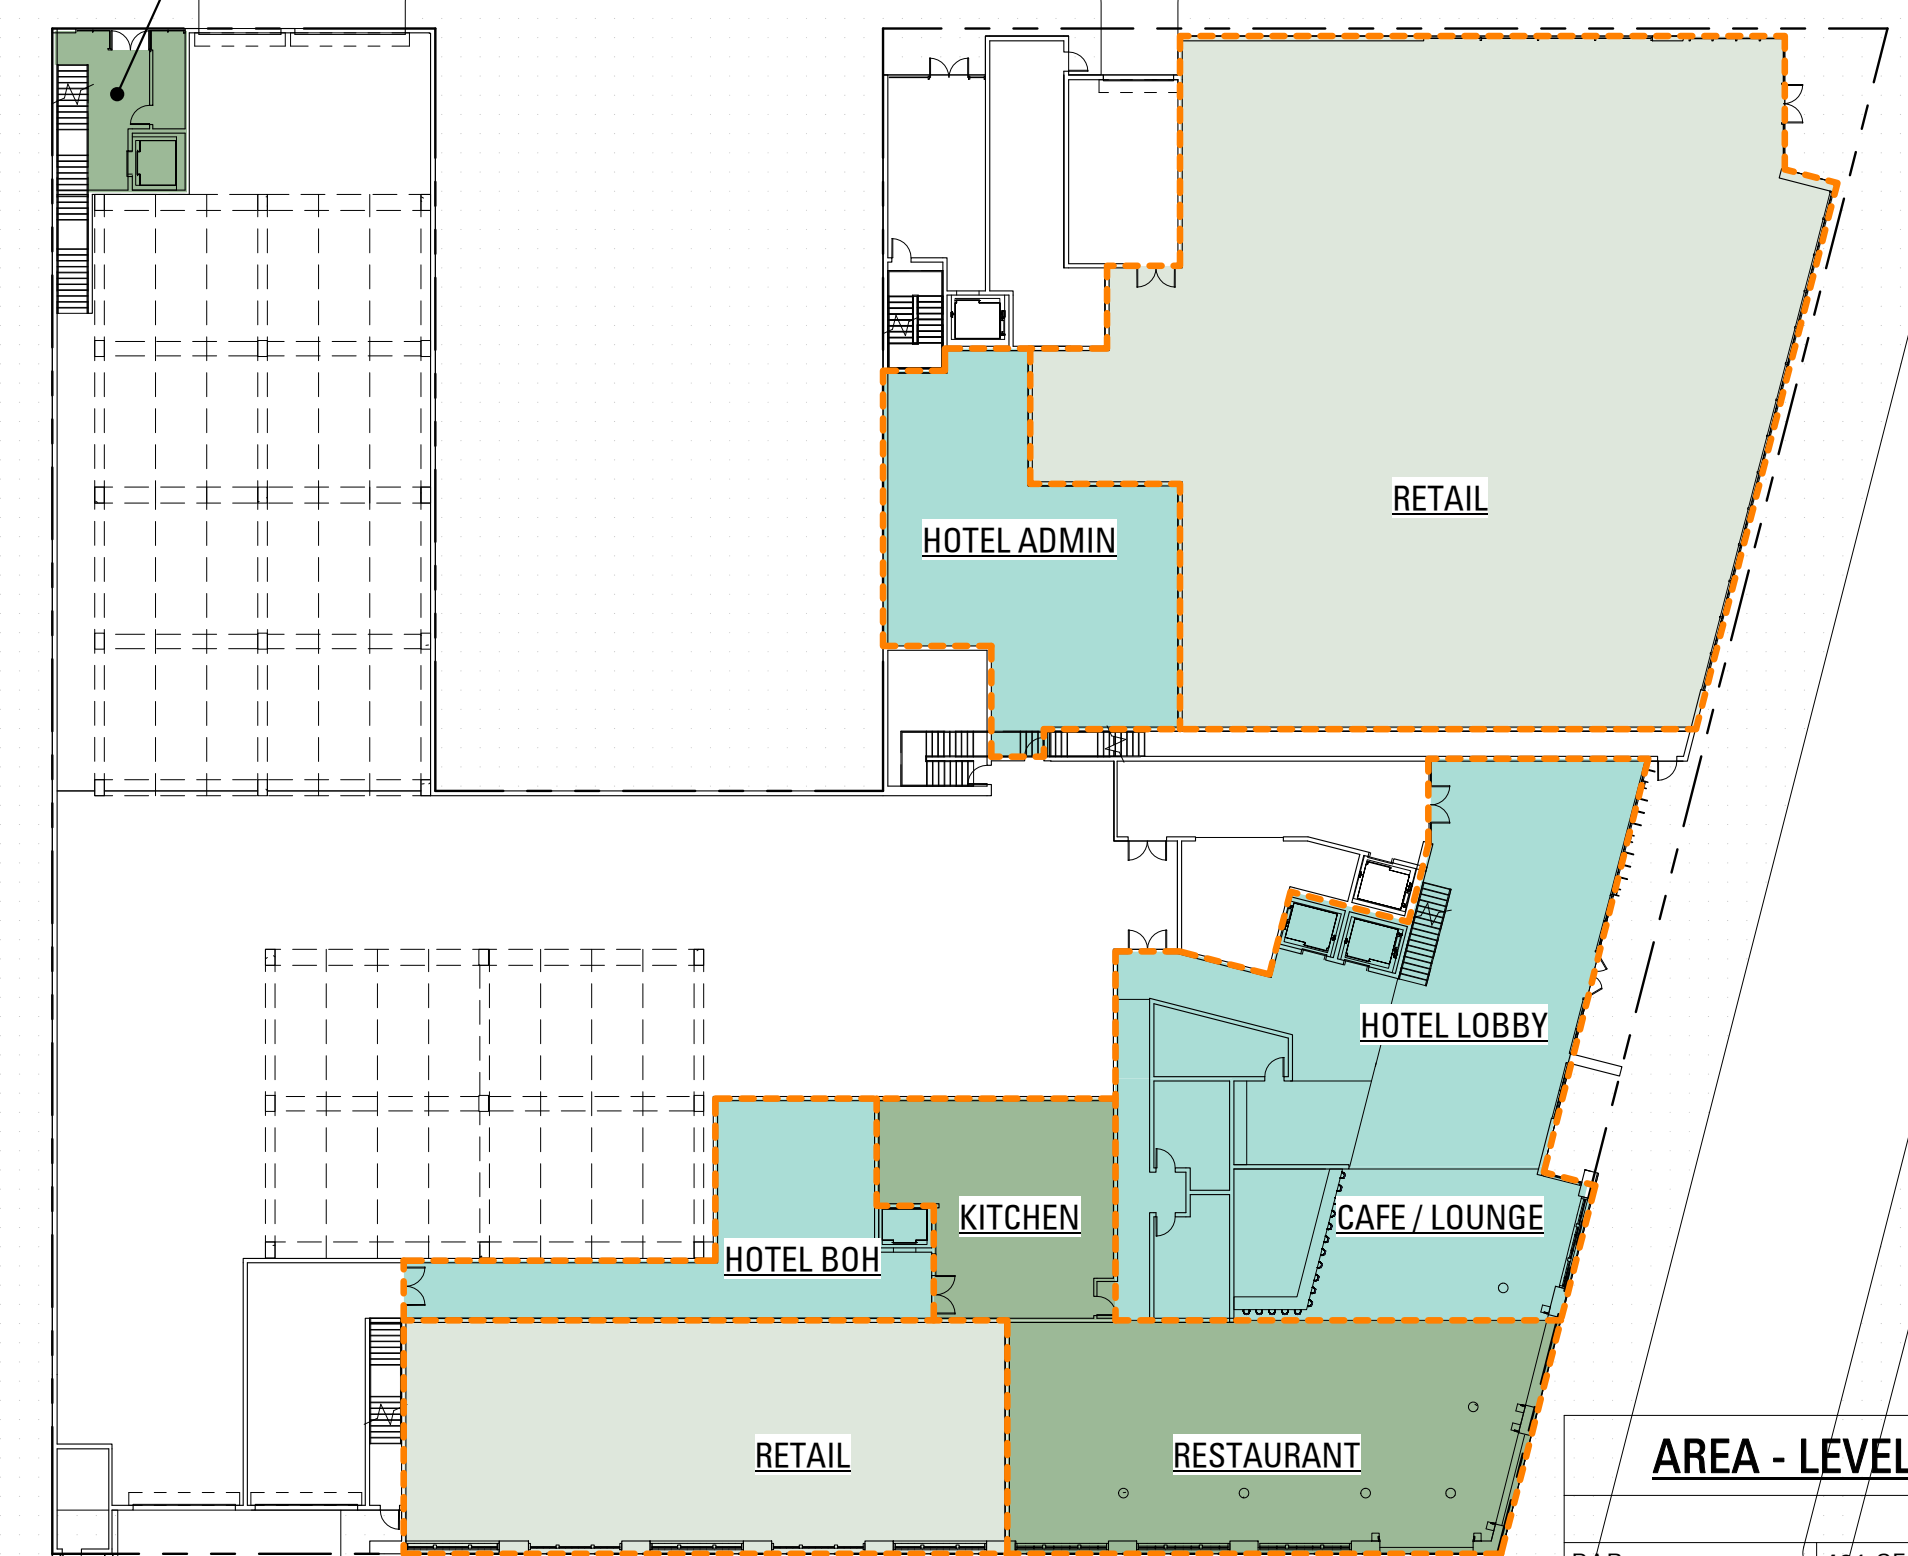 RETAIL
HOTEL ADMIN
HOTEL LOBBY
KITCHEN
CAFE / LOUNGE
HOTEL BOH
RETAIL
RESTAURANT
AREA - LEVEL